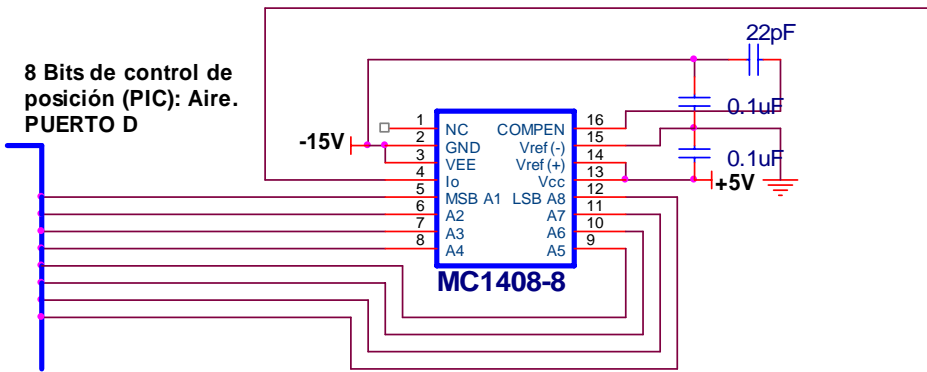 22pF
8 Bits de control de
posición (PIC): Aire.
PUERTO D
0.1uF
-15V
1 NC COMPEN 16
2 GND Vref(-) 15
3 VEE Vref(+) 14
4 Io Vcc 13
5 MSB A1 LSB A8 12
6 A2 A7 11
7 A3 A6 10
8 A4 A5 9
0.1uF
+5V
MC1408-8